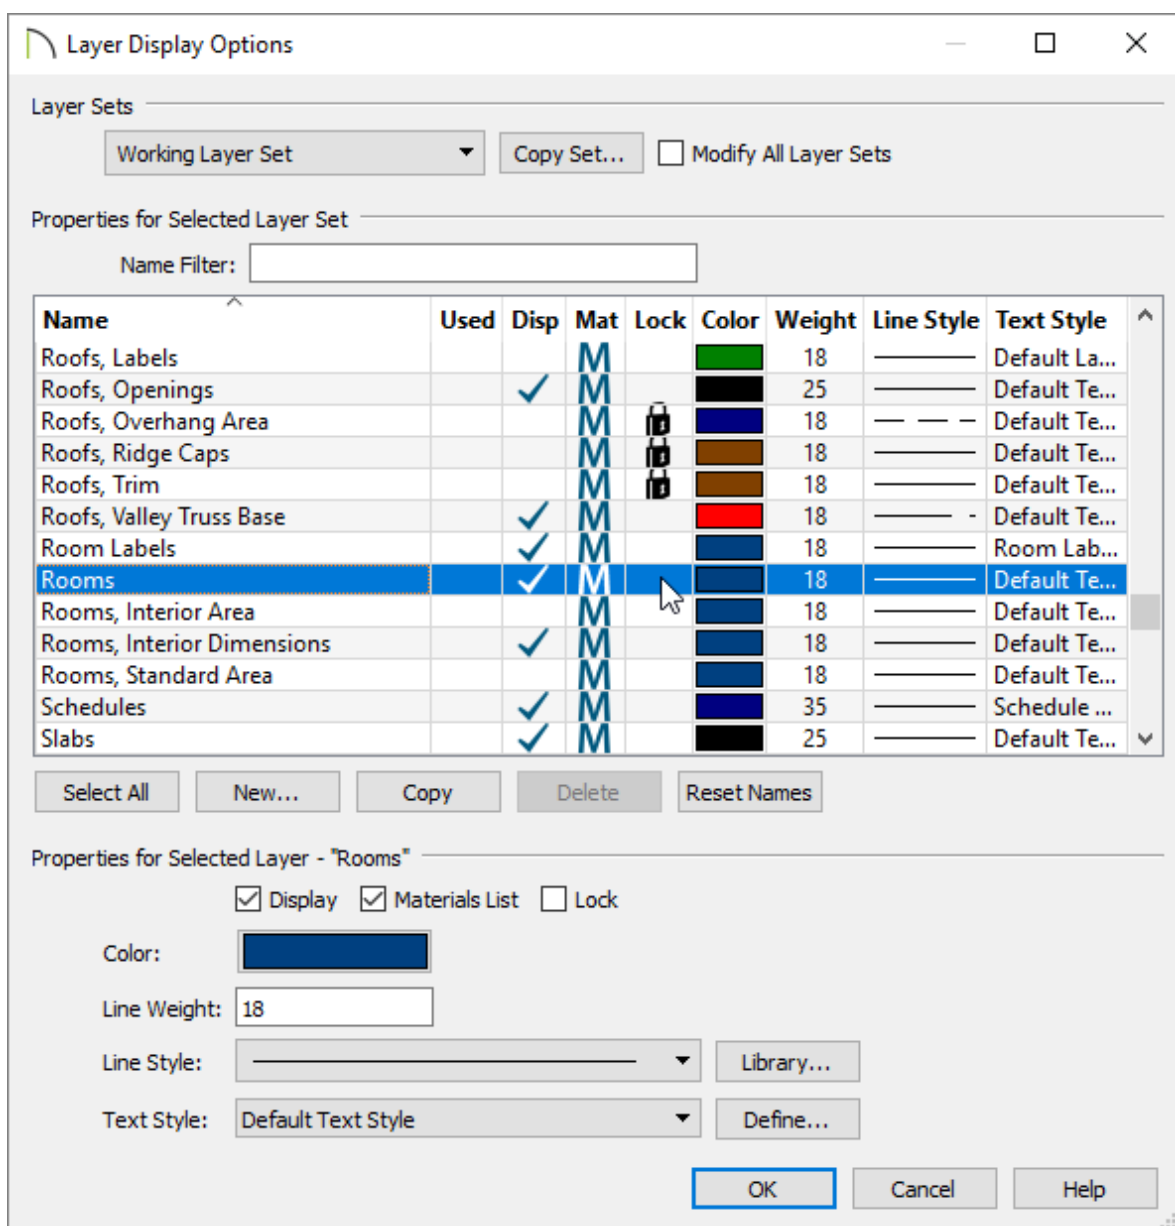 Layer Display Options
Layer Sets
Working Layer Set Copy Set... Modify All Layer Sets
Properties for Selected Layer Set
Name Filter:
Name Used Disp Mat Lock Color Weight Line Style Text Style
Roofs, Labels M 18 Default La...
Roofs, Openings M 25 Default Te...
Roofs, Overhang Area M 18 Default Te...
Roofs, Ridge Caps M 18 Default Te...
Roofs, Trim M 18 Default Te...
Roofs, Valley Truss Base M 18 Default Te...
Room Labels M 18 Room Lab...
Rooms M 18 Default Te...
Rooms, Interior Area M 18 Default Te...
Rooms, Interior Dimensions M 18 Default Te...
Rooms, Standard Area M 18 Default Te...
Schedules M 35 Schedule ...
Slabs M 25 Default Te...
Select All New... Copy Delete Reset Names
Properties for Selected Layer - "Rooms"
Display Materials List Lock
Color:
Line Weight: 18
Line Style: Library...
Text Style: Default Text Style Define...
OK Cancel Help